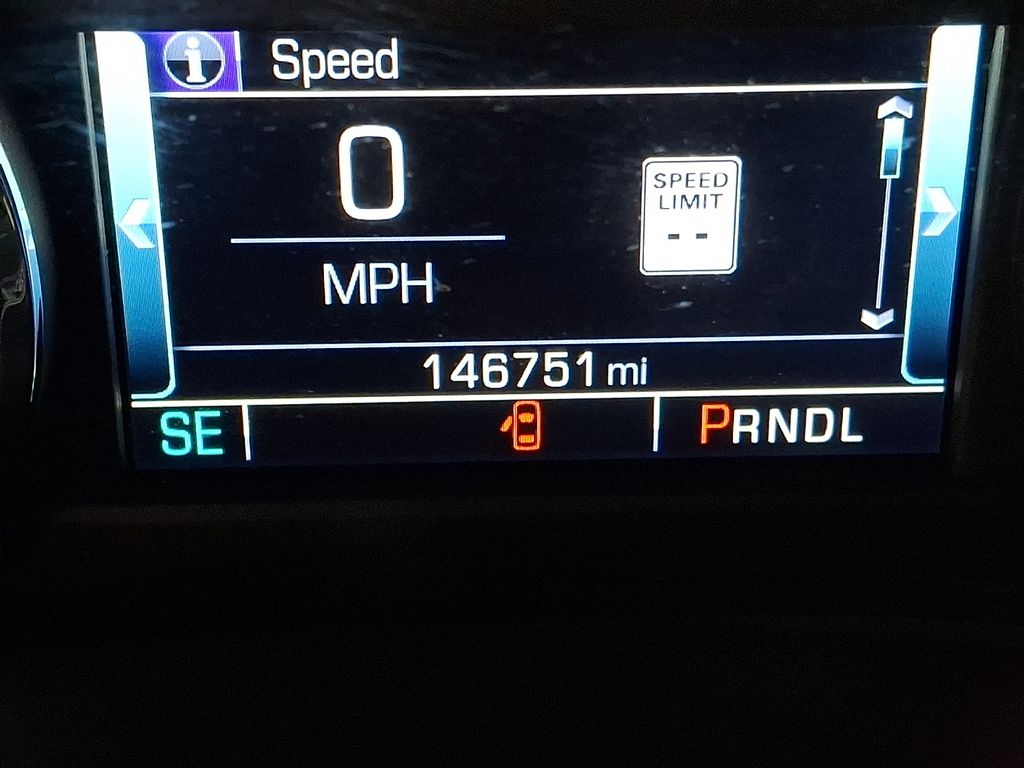 i Speed
0
MPH
SPEED
LIMIT
--
146751 mi
SE
PRNDL